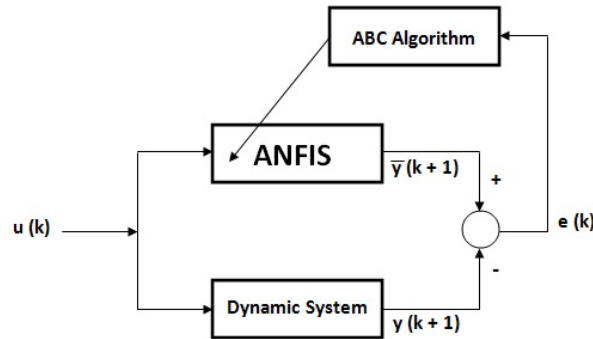 ABC Algorithm
ANFIS
y̅ (k + 1)
+
u (k)
e (k)
-
Dynamic System
y (k + 1)